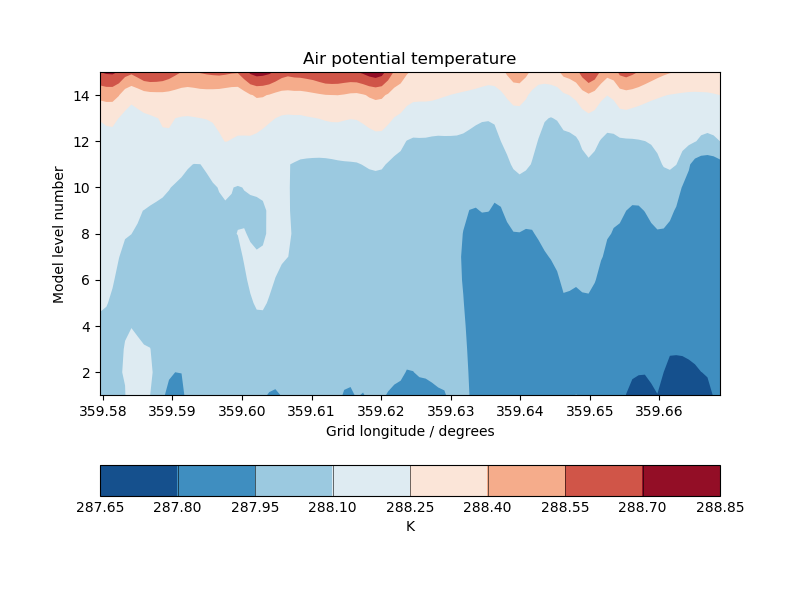 Air potential temperature
14
12
10
8
6
4
2
Model level number
359.58 359.59 359.60 359.61 359.62 359.63 359.64 359.65 359.66
Grid longitude / degrees
287.65 287.80 287.95 288.10 288.25 288.40 288.55 288.70 288.85
K